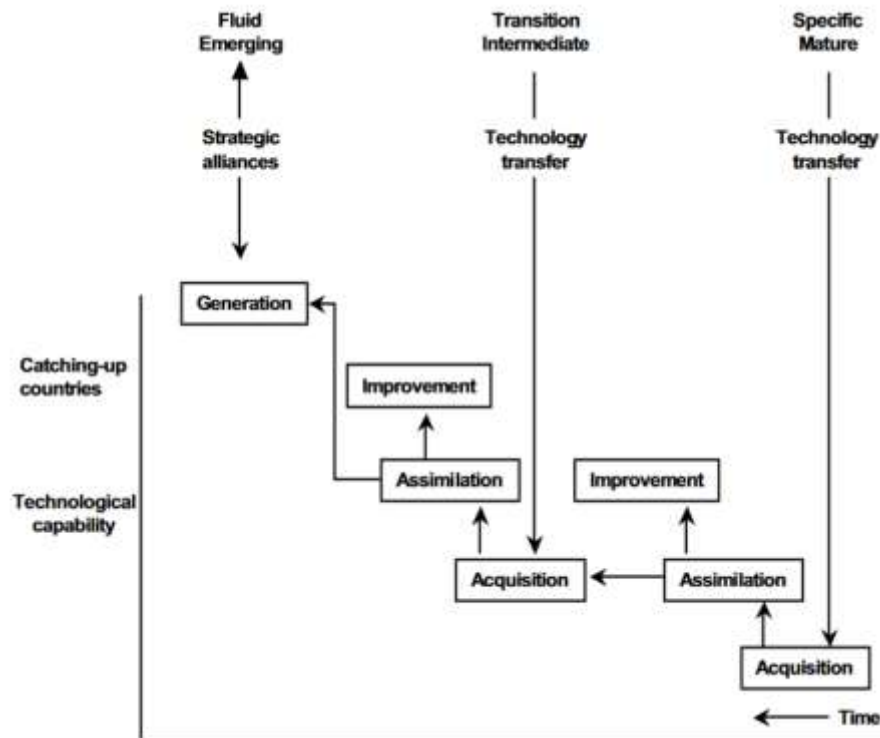 Fluid
Emerging
Transition
Intermediate
Specific
Mature
Strategic
alliances
Technology
transfer
Technology
transfer
Generation
Catching-up
countries
Improvement
Assimilation
Improvement
Technological
capability
Acquisition
Assimilation
Acquisition
Time